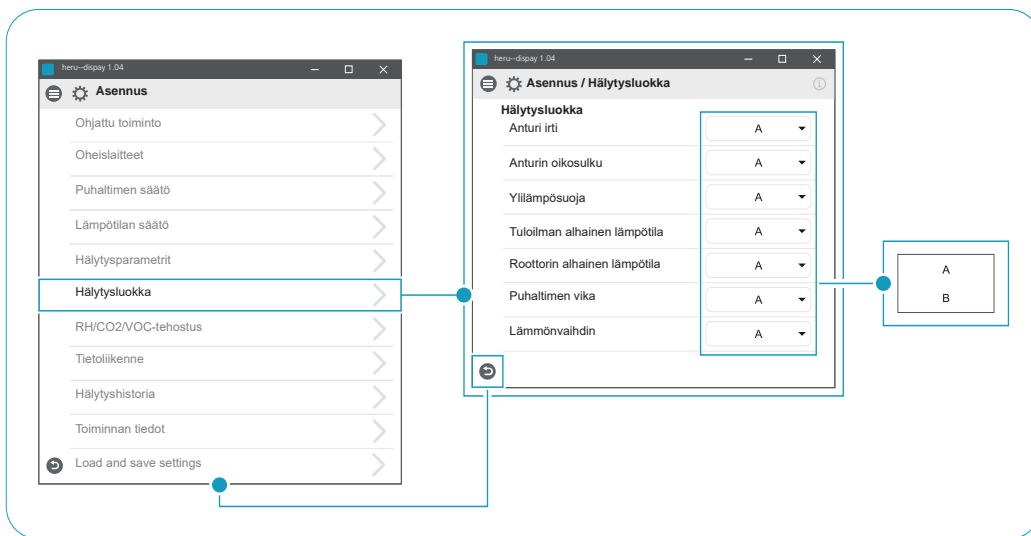 heru--dispay 1.04
Asennus
Ohjattu toiminto
Oheislaitteet
Puhaltimen säätö
Lämpötilan säätö
Hälytysparametrit
Hälytysluokka
RH/CO2/VOC-tehostus
Tietoliikenne
Hälytyshistoria
Toiminnan tiedot
Load and save settings
heru--dispay 1.04
Asennus / Hälytysluokka
Hälytysluokka
Anturi irti A
Anturin oikosulku A
Ylilämpösuoja A
Tuloilman alhainen lämpötila A
Roottorin alhainen lämpötila A
Puhaltimen vika A
Lämmönvaihdin A
A
B